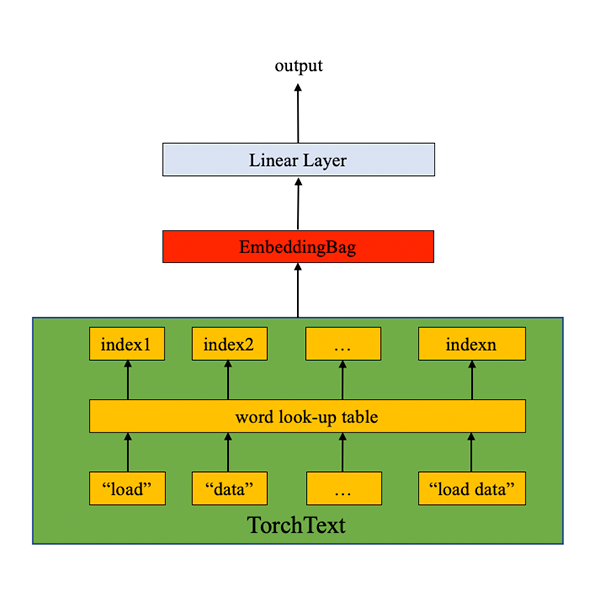 output
Linear Layer
EmbeddingBag
index1 index2 … indexn
word look-up table
“load” “data” … “load data”
TorchText